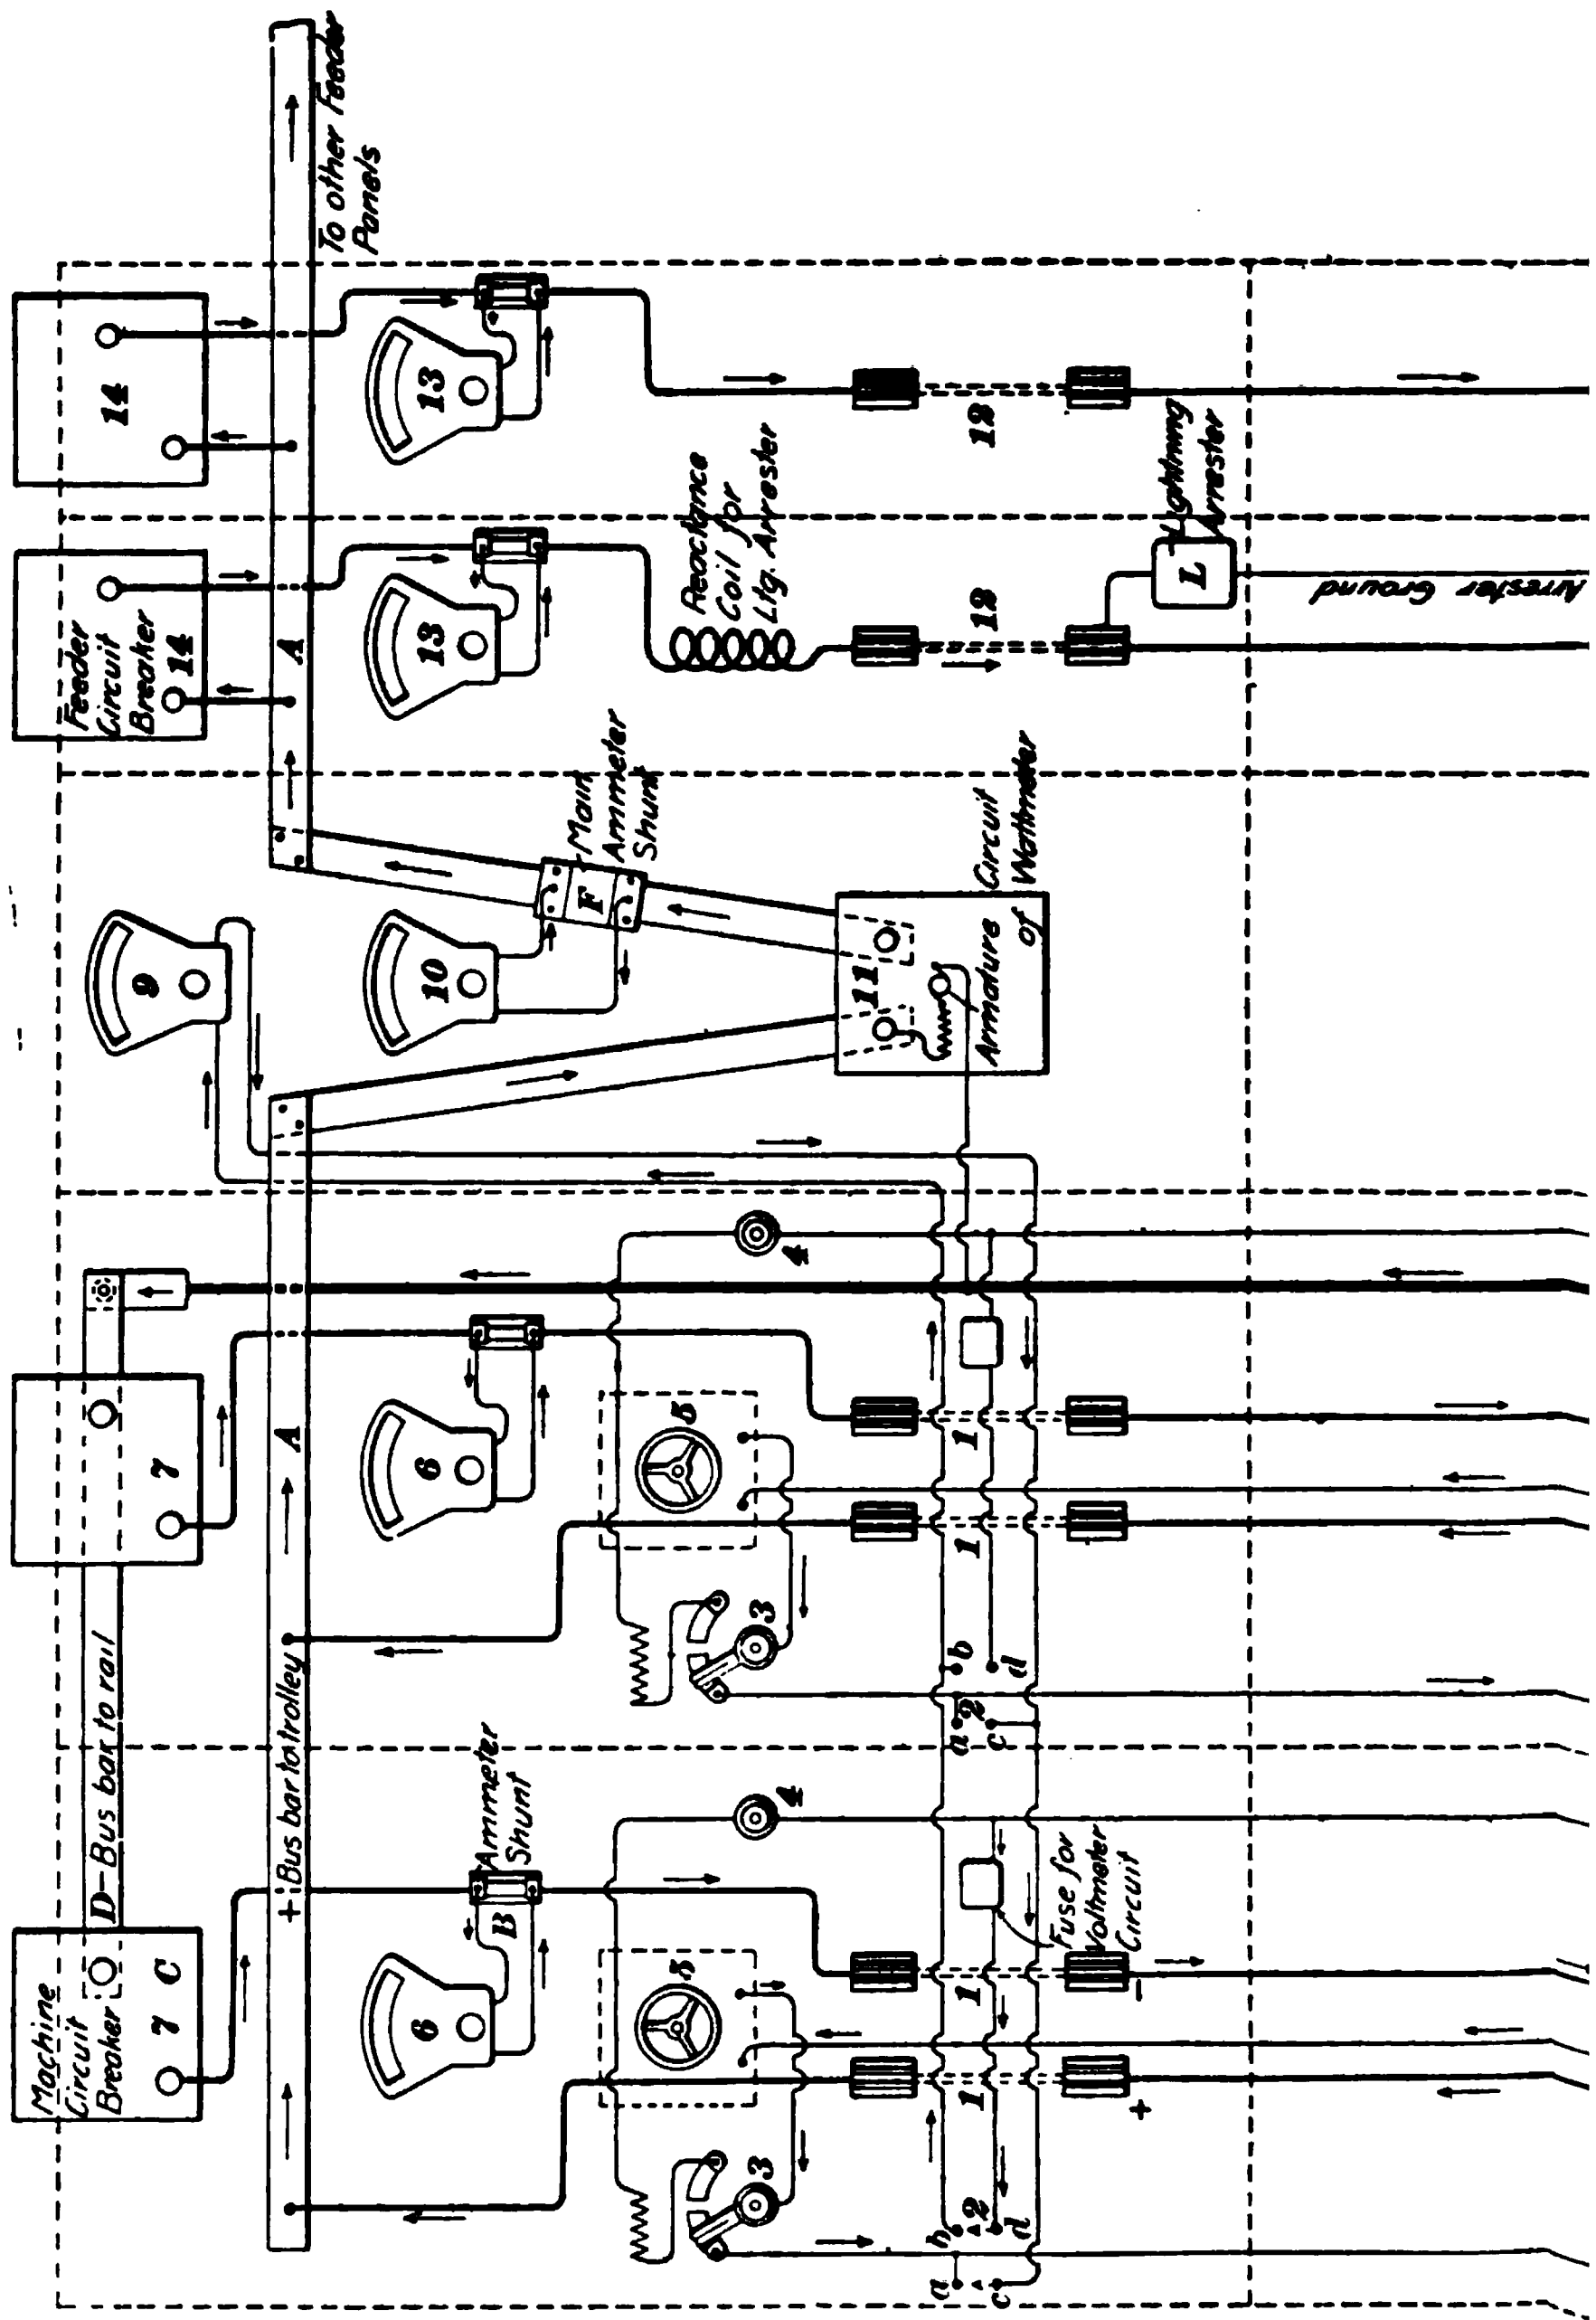 Machine
Circuit
Breaker
7
C
D-Bus bar to rail
7
Feeder
Circuit
Breaker
14
14
+Bus bar to trolley
A
A
To other Feeder
Panels
6
B
Ammeter
Shunt
6
9
10
F
Main
Ammeter
Shunt
13
13
3
3
4
5
3
4
Reactance
Coil for
Ltg. Arrester
11
Armature
of
Circuit
Wattmeter
a
b
2
c
d
1
1
+
-
Fuse for
Voltmeter
Circuit
a
b
2
c
d
1
1
12
12
L
Lightning
Arrester
Arrester Ground